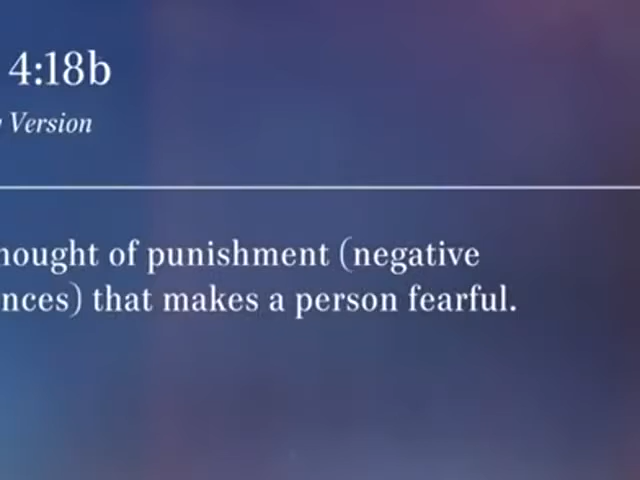 4:18b
Version
hought of punishment (negative
nces) that makes a person fearful.